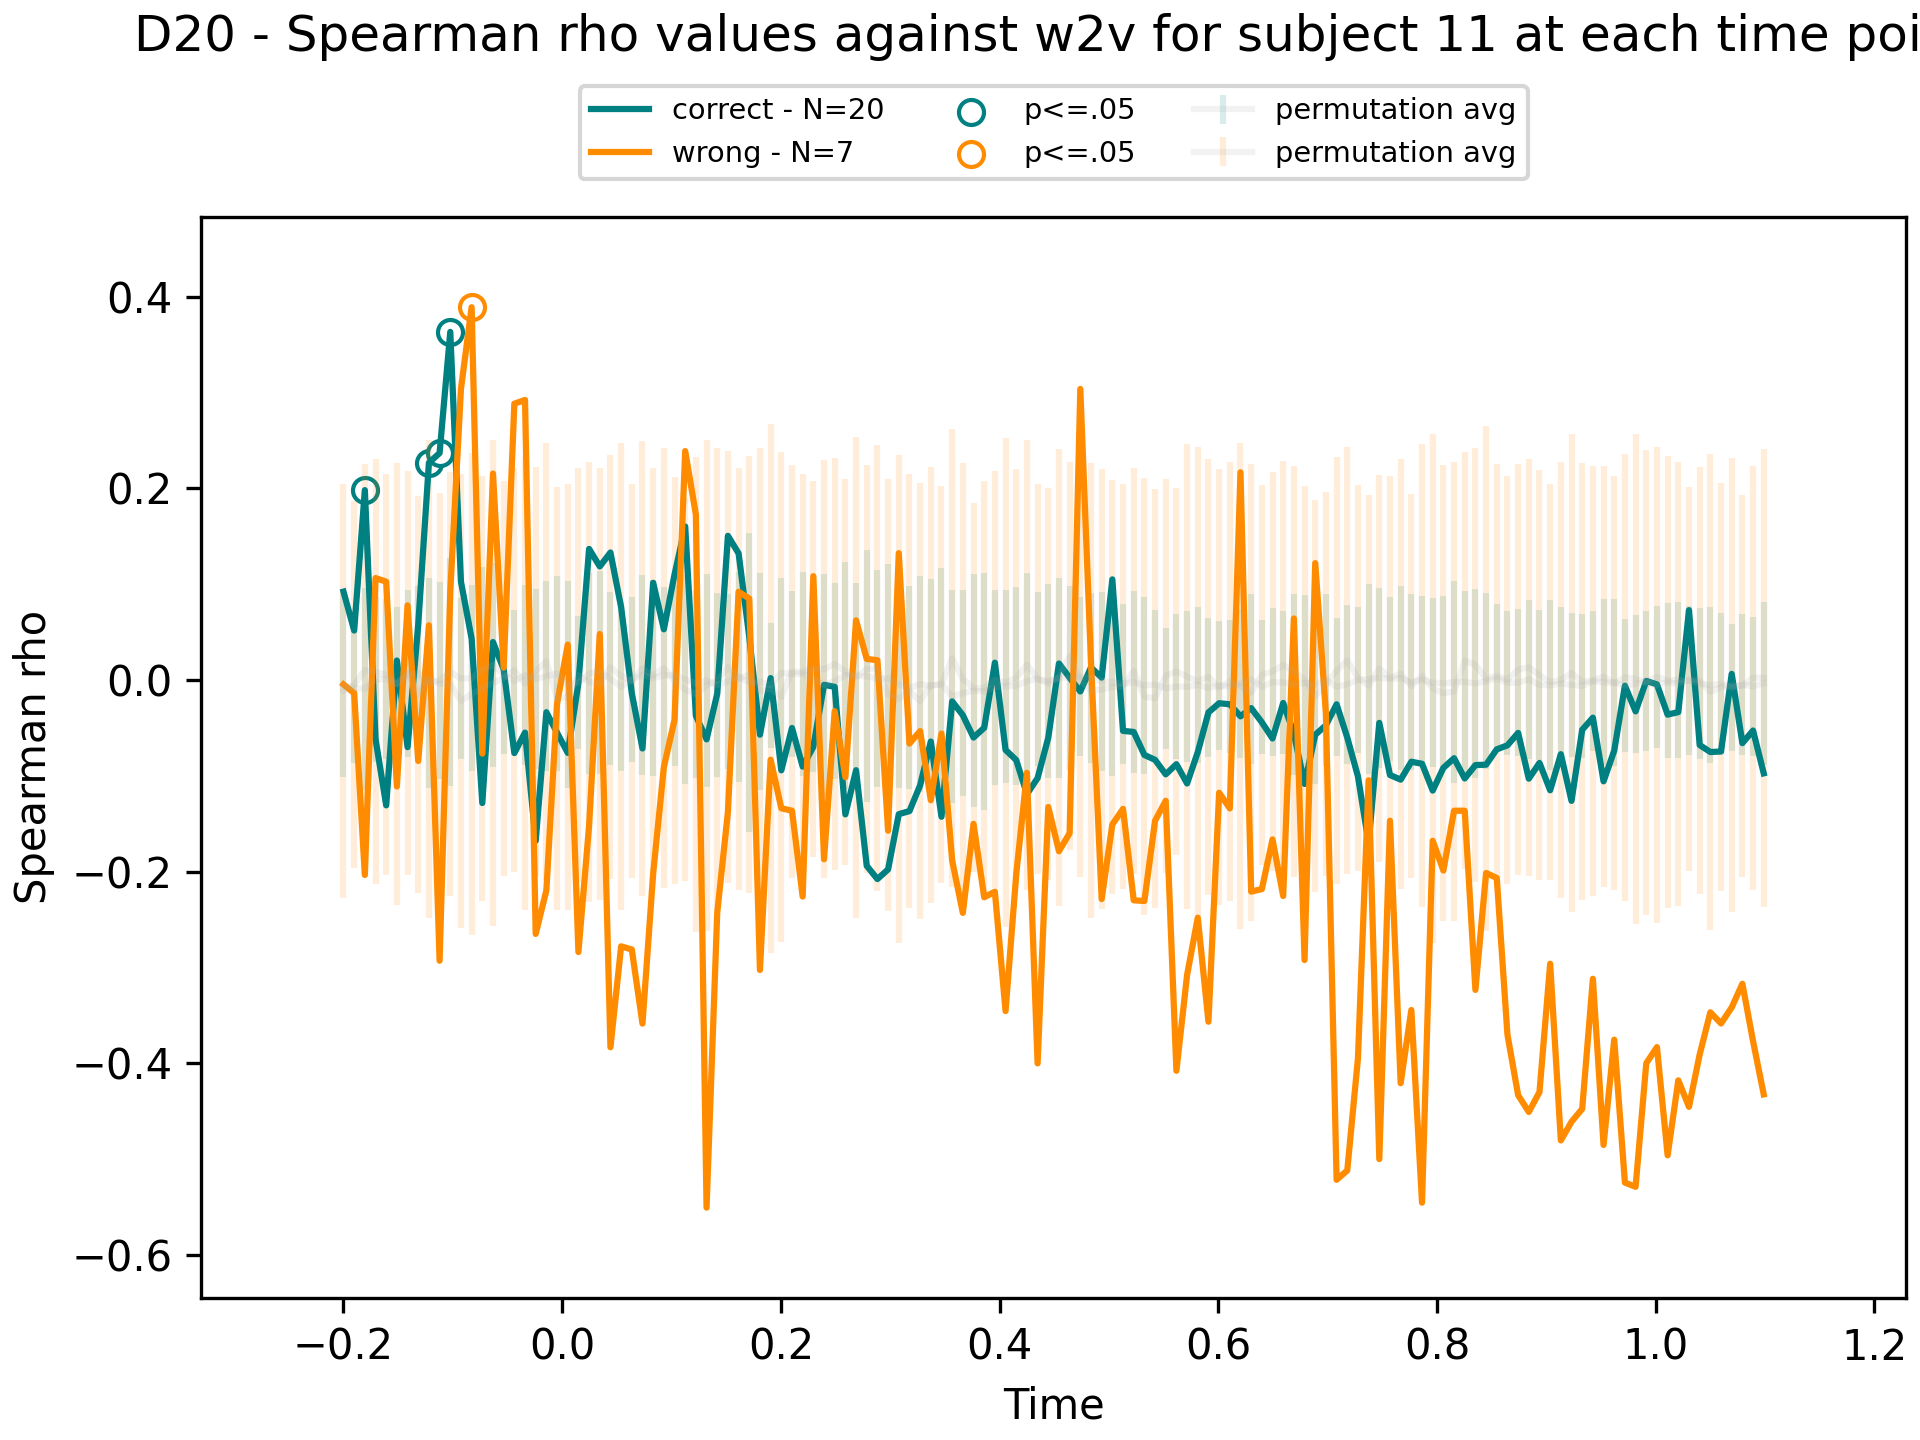 D20 - Spearman rho values against w2v for subject 11 at each time poi
correct - N=20
wrong - N=7
p<=.05
p<=.05
permutation avg
permutation avg
Spearman rho
0.4
0.2
0.0
−0.2
−0.4
−0.6
−0.2 0.0 0.2 0.4 0.6 0.8 1.0 1.2
Time